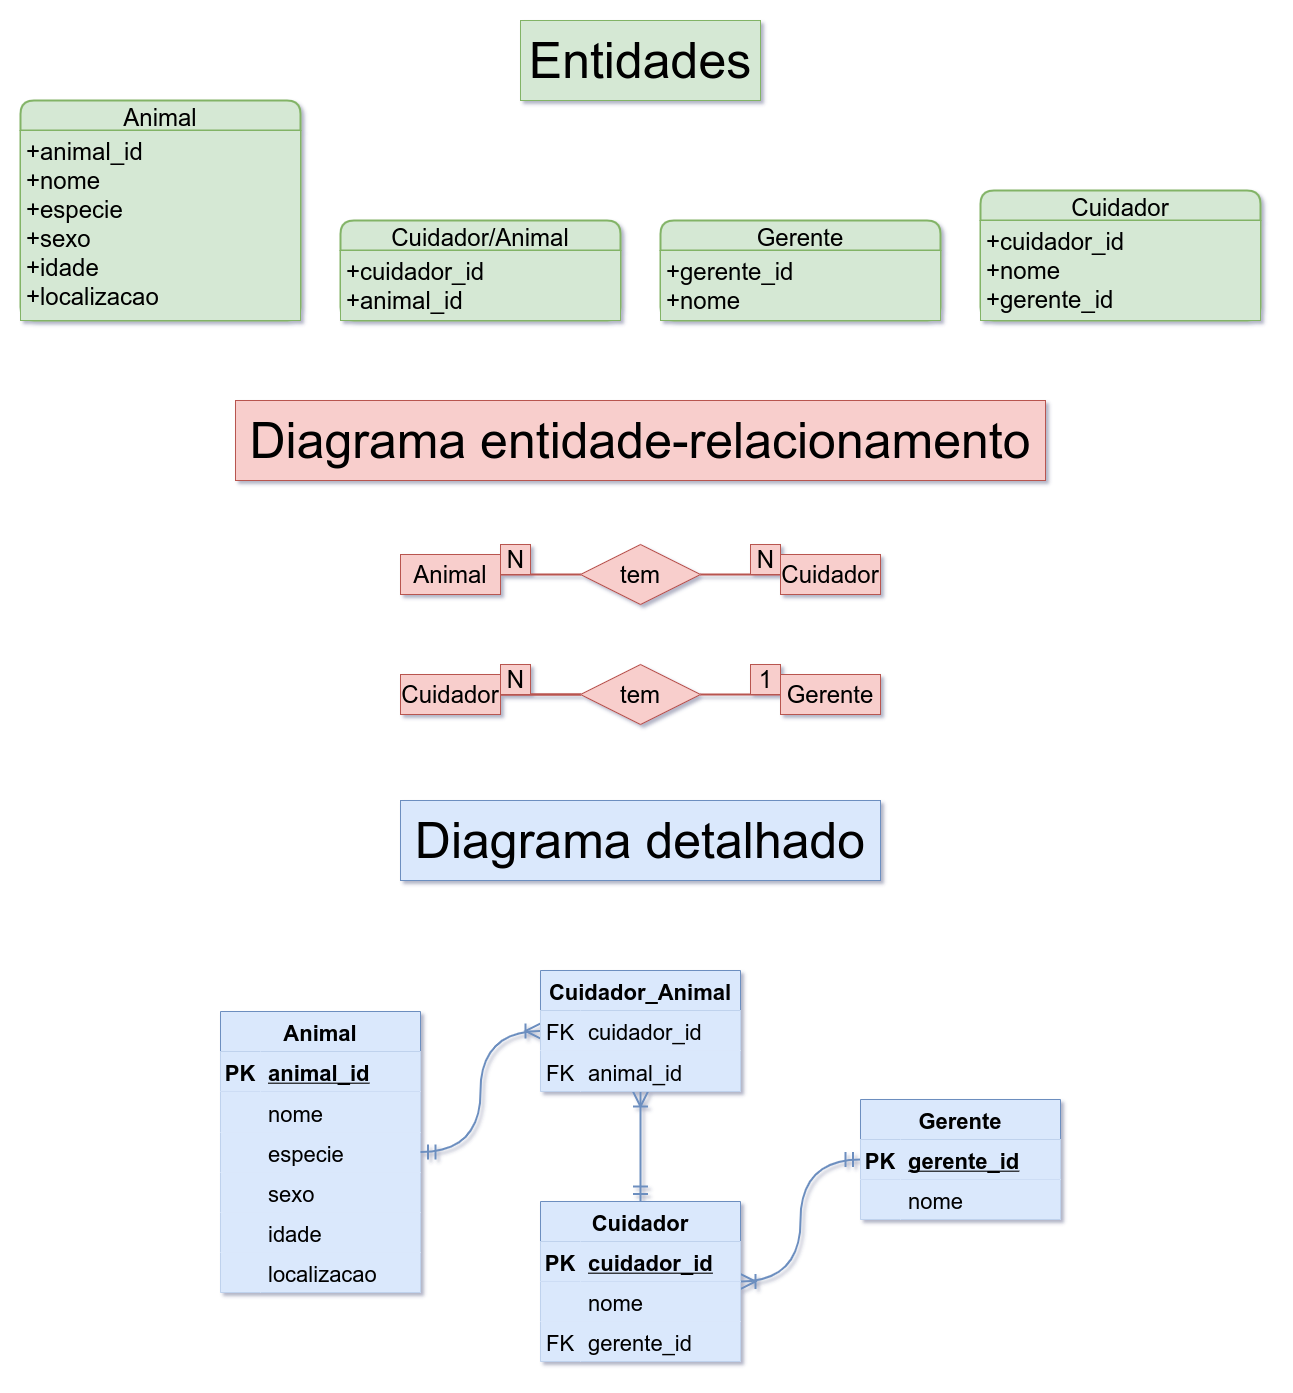 Entidades
Animal
+animal_id
+nome
+especie
+sexo
+idade
+localizacao
Cuidador/Animal
+cuidador_id
+animal_id
Gerente
+gerente_id
+nome
Cuidador
+cuidador_id
+nome
+gerente_id
Diagrama entidade-relacionamento
Animal N tem N Cuidador
Cuidador N tem 1 Gerente
Diagrama detalhado
Animal
PK animal_id
nome
especie
sexo
idade
localizacao
Cuidador_Animal
FK cuidador_id
FK animal_id
Cuidador
PK cuidador_id
nome
FK gerente_id
Gerente
PK gerente_id
nome